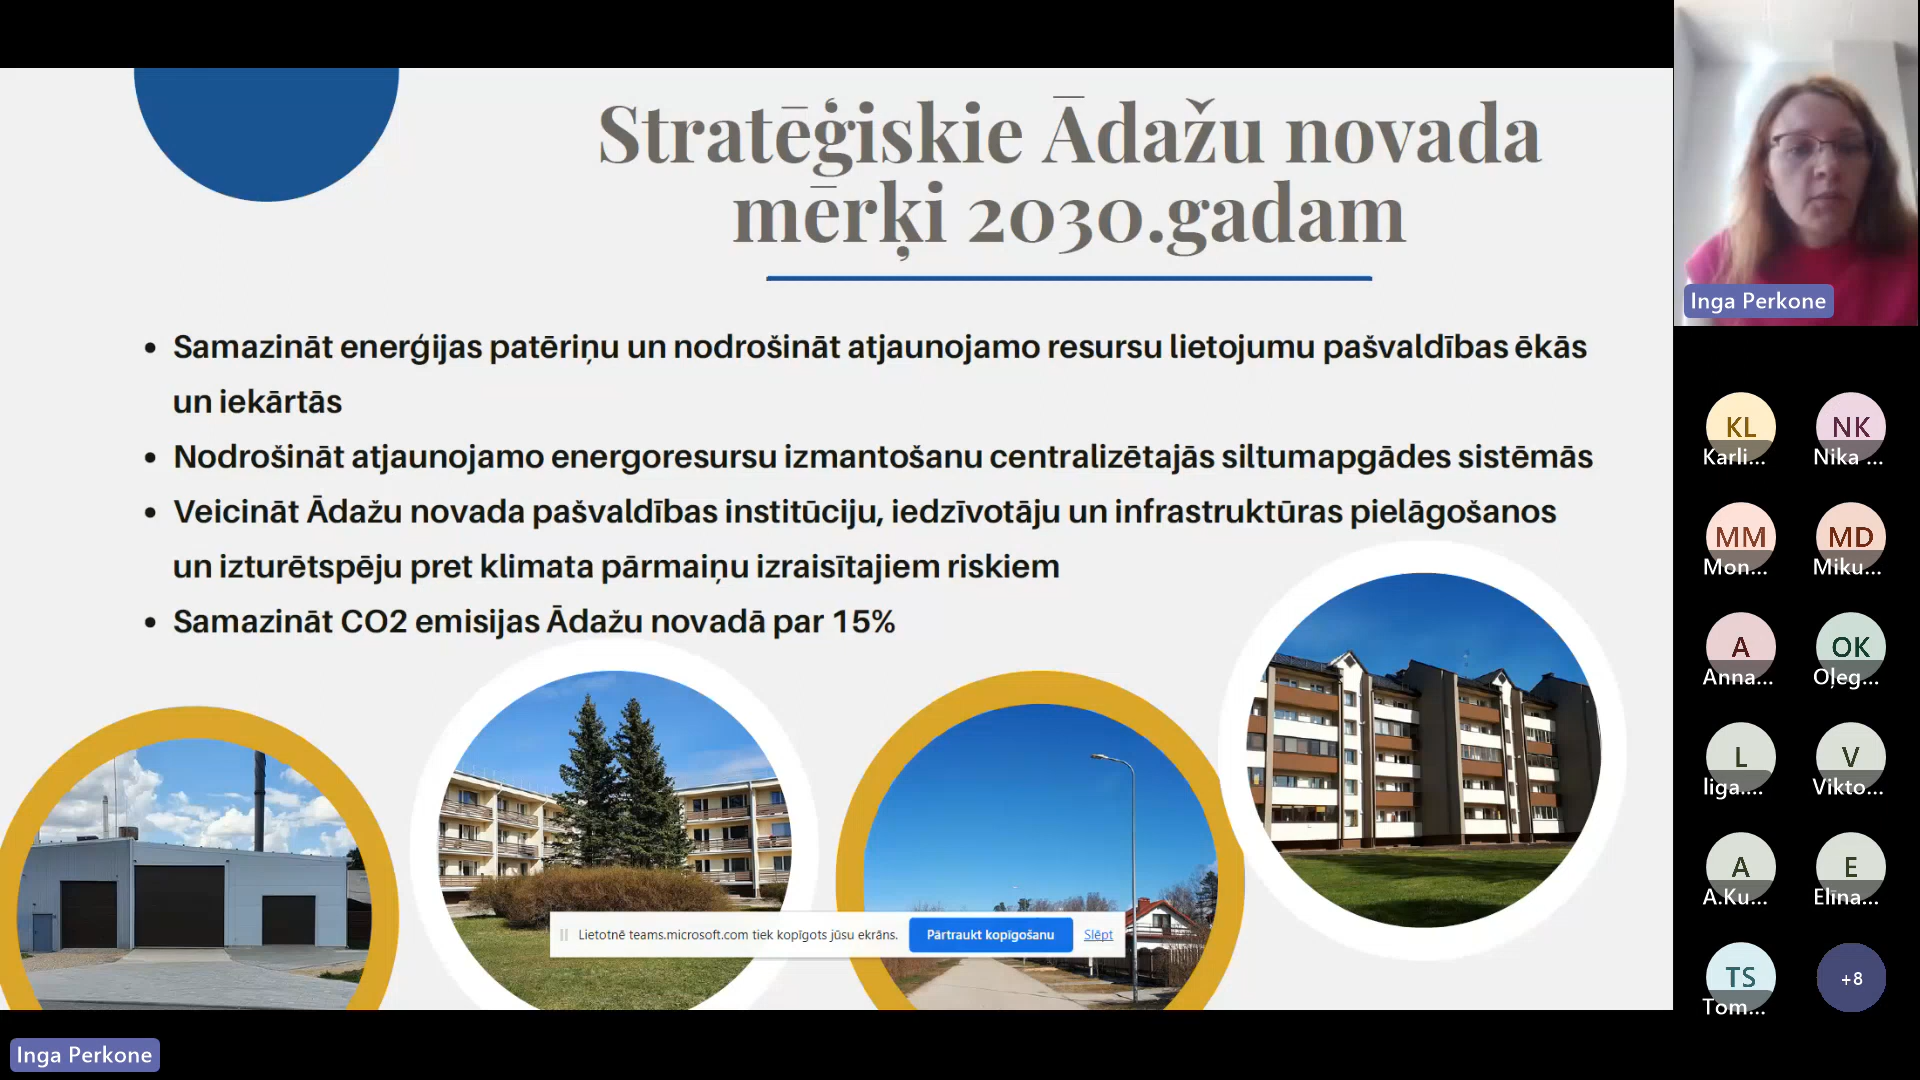 Stratēģiskie Ādažu novada
mērķi 2030.gadam
Samazināt enerģijas patēriņu un nodrošināt atjaunojamo resursu lietojumu pašvaldības ēkās
un iekārtās
Nodrošināt atjaunojamo energoresursu izmantošanu centralizētajās siltumapgādes sistēmās
Veicināt Ādažu novada pašvaldības institūciju, iedzīvotāju un infrastruktūras pielāgošanos
un izturētspēju pret klimata pārmaiņu izraisītajiem riskiem
Samazināt CO2 emisijas Ādažu novadā par 15%
Lietotnē teams.microsoft.com tiek kopīgots jūsu ekrāns. Pārtraukt kopīgošanu Slēpt
Inga Perkone
Inga Perkone
KL NK
Karli... Nika ...
MM MD
Mon... Miku...
A OK
Anna... Oļeg...
L V
liga.... Vikto...
A E
A.Ku... Elīna...
TS +8
Tom...